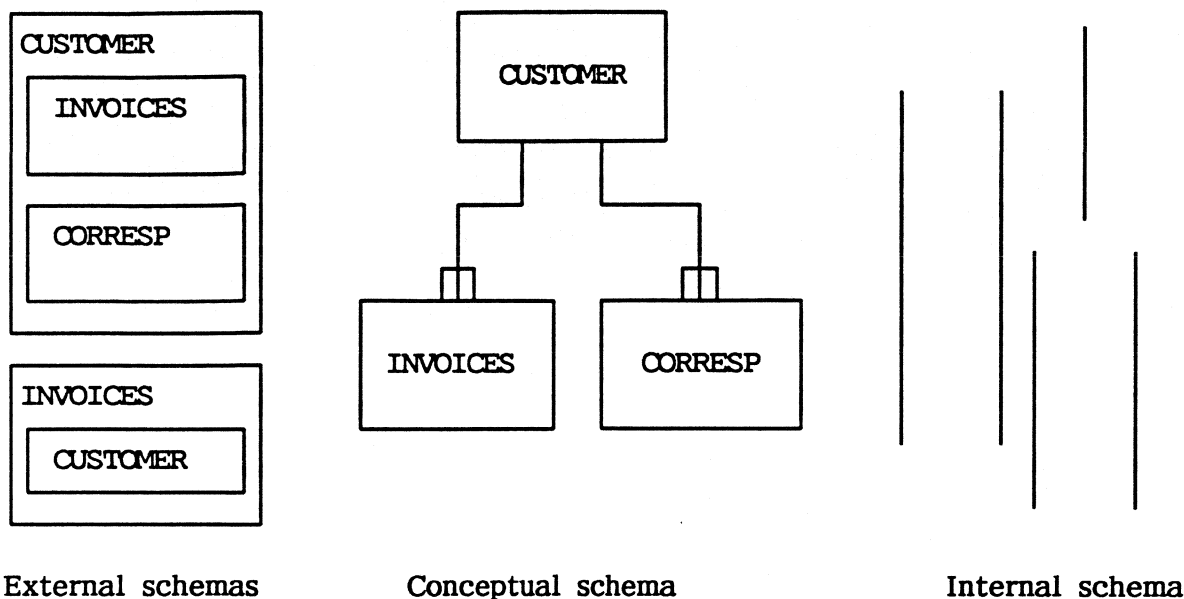 CUSTOMER
INVOICES
CORRESP
INVOICES
CUSTOMER
CUSTOMER
INVOICES
CORRESP
External schemas
Conceptual schema
Internal schema